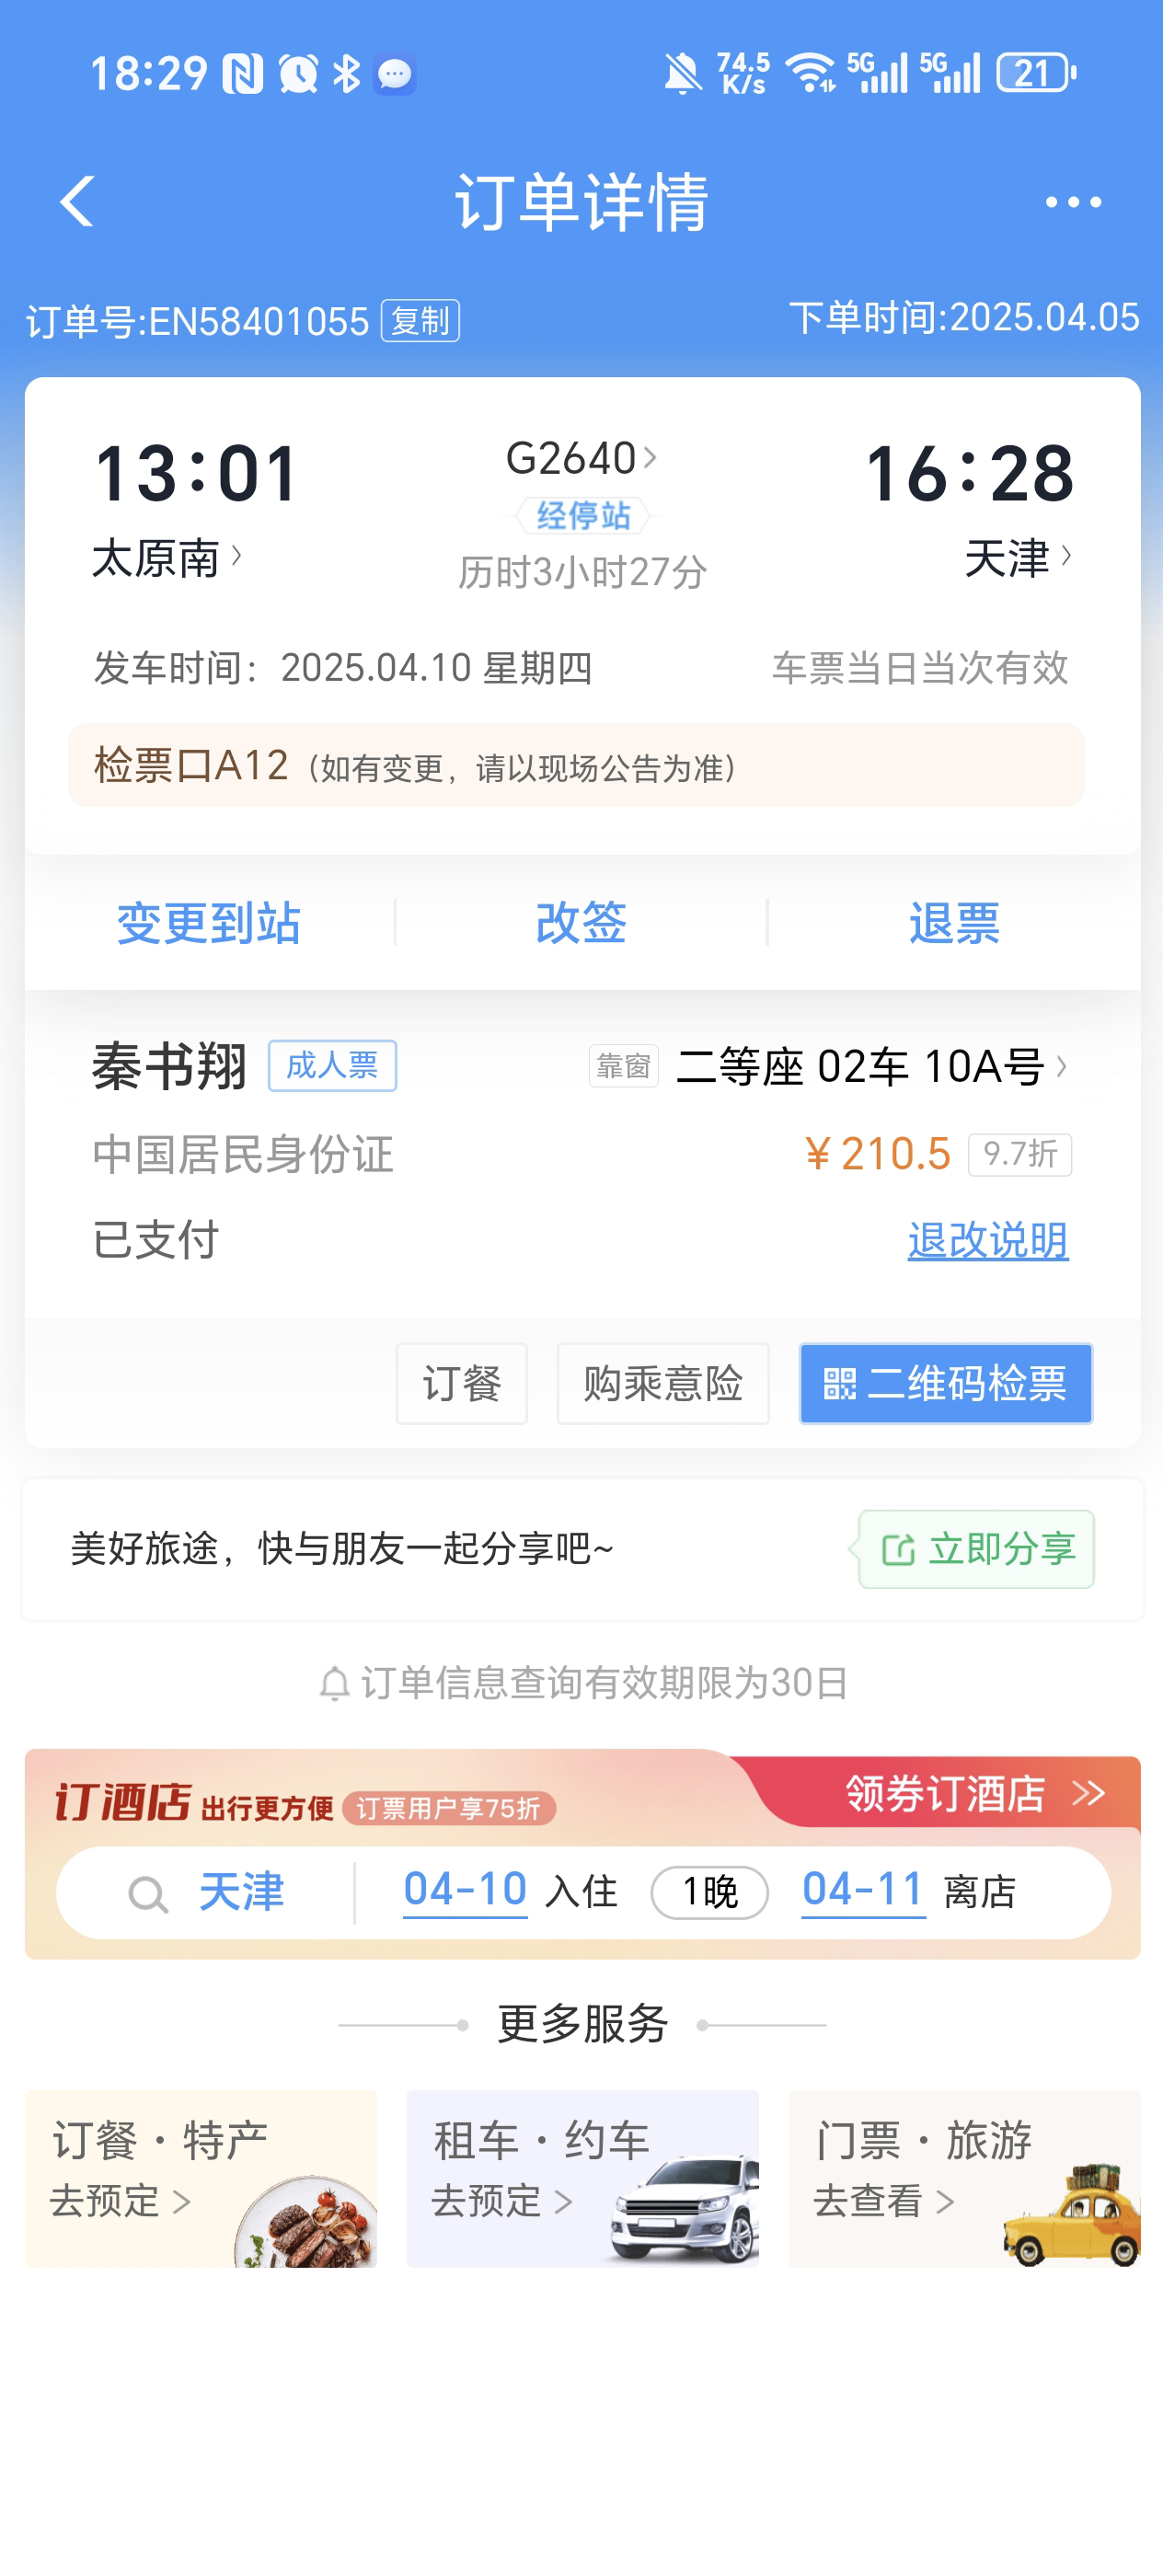 18:29 74.5 K/s 5G 5G 21
订单详情
订单号:EN58401055 复制 下单时间:2025.04.05
13:01 G2640 16:28
经停站
太原南 历时3小时27分 天津
发车时间：2025.04.10 星期四 车票当日当次有效
检票口A12（如有变更，请以现场公告为准）
变更到站 改签 退票
秦书翔 成人票 靠窗 二等座 02车 10A号
中国居民身份证 ￥210.5 9.7折
已支付 退改说明
订餐 购乘意险 二维码检票
美好旅途，快与朋友一起分享吧~ 立即分享
订单信息查询有效期限为30日
订酒店 出行更方便 订票用户享75折 领券订酒店
天津 04-10 入住 1晚 04-11 离店
更多服务
订餐·特产 租车·约车 门票·旅游
去预定 去预定 去查看